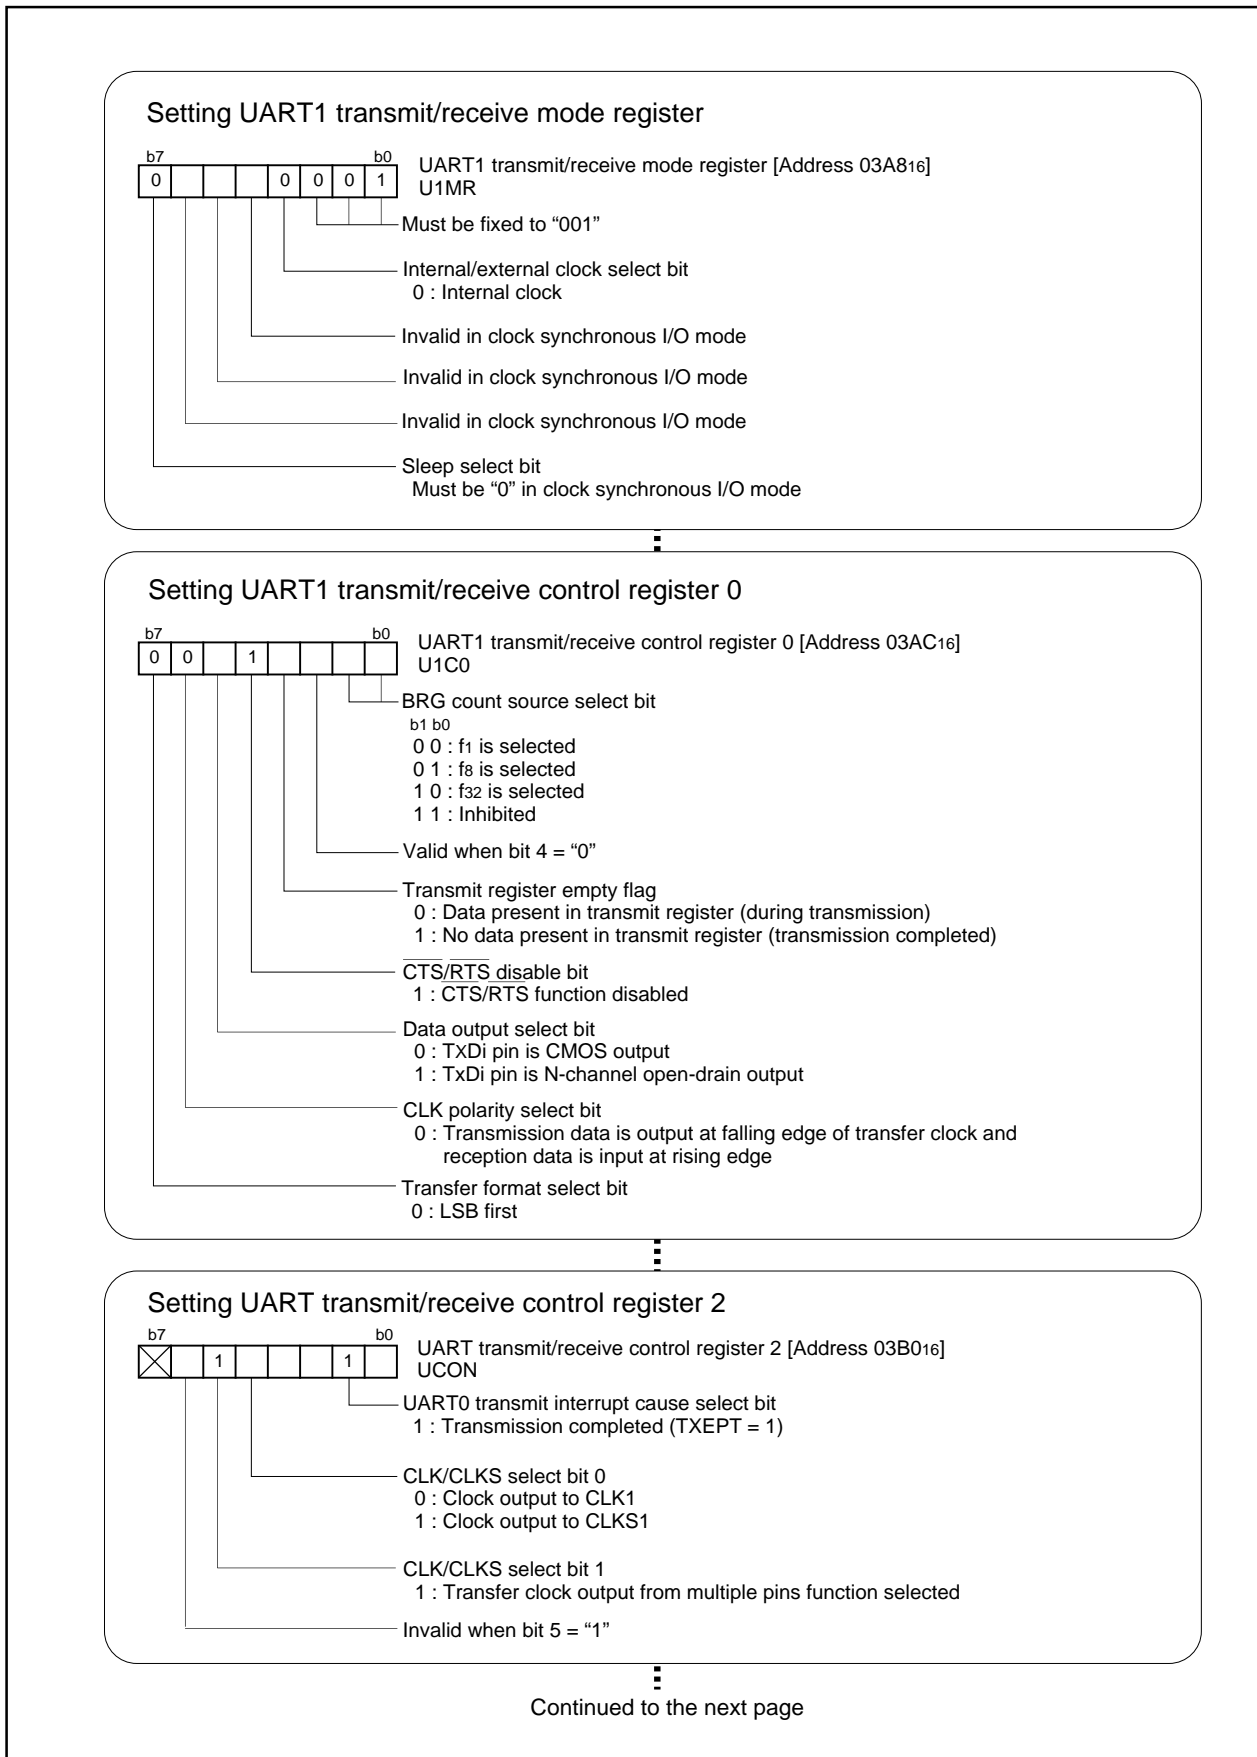 Setting UART1 transmit/receive mode register
b7 b0
0 0 0 0 1
UART1 transmit/receive mode register [Address 03A816]
U1MR
Must be fixed to “001”
Internal/external clock select bit
0 : Internal clock
Invalid in clock synchronous I/O mode
Invalid in clock synchronous I/O mode
Invalid in clock synchronous I/O mode
Sleep select bit
Must be “0” in clock synchronous I/O mode
Setting UART1 transmit/receive control register 0
b7 b0
0 0 1
UART1 transmit/receive control register 0 [Address 03AC16]
U1C0
BRG count source select bit
b1 b0
0 0 : f1 is selected
0 1 : f8 is selected
1 0 : f32 is selected
1 1 : Inhibited
Valid when bit 4 = “0”
Transmit register empty flag
0 : Data present in transmit register (during transmission)
1 : No data present in transmit register (transmission completed)
CTS/RTS disable bit
1 : CTS/RTS function disabled
Data output select bit
0 : TXDi pin is CMOS output
1 : TxDi pin is N-channel open-drain output
CLK polarity select bit
0 : Transmission data is output at falling edge of transfer clock and
reception data is input at rising edge
Transfer format select bit
0 : LSB first
Setting UART transmit/receive control register 2
b7 b0
1 1
UART transmit/receive control register 2 [Address 03B016]
UCON
UART0 transmit interrupt cause select bit
1 : Transmission completed (TXEPT = 1)
CLK/CLKS select bit 0
0 : Clock output to CLK1
1 : Clock output to CLKS1
CLK/CLKS select bit 1
1 : Transfer clock output from multiple pins function selected
Invalid when bit 5 = “1”
Continued to the next page